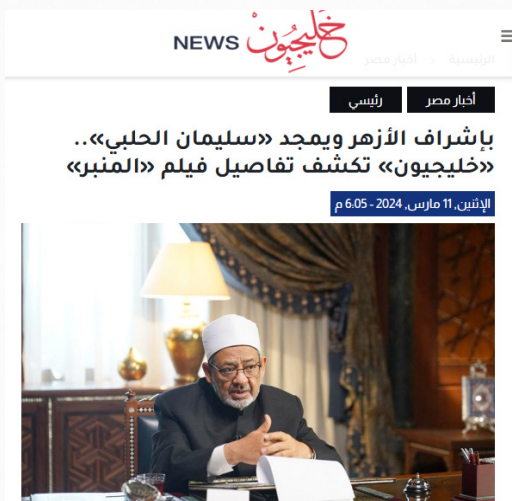 خليجيون NEWS
الرئيسية › أخبار مصر
أخبار مصر
رئيسي
بإشراف الأزهر ويمجد «سليمان الحلبي»..
«خليجيون» تكشف تفاصيل فيلم «المنبر»
الإثنين, 11 مارس, 2024 - 6:05 م